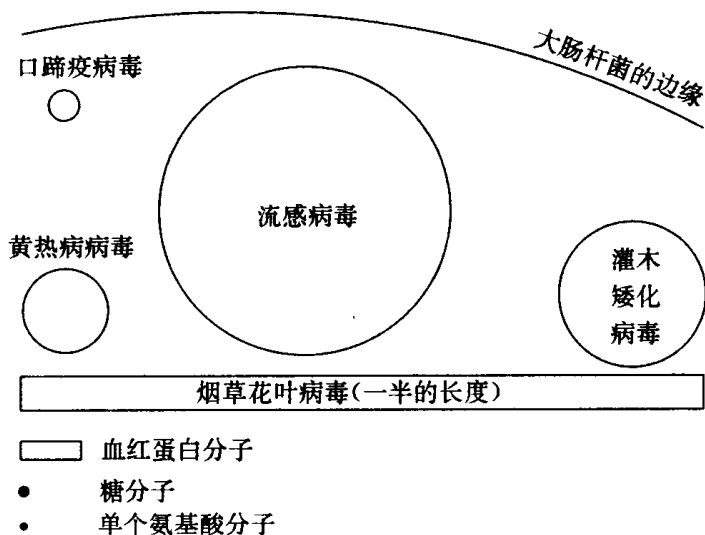 大肠杆菌的边缘
口蹄疫病毒
流感病毒
黄热病病毒
灌木
矮化
病毒
烟草花叶病毒(一半的长度)
血红蛋白分子
糖分子
单个氨基酸分子